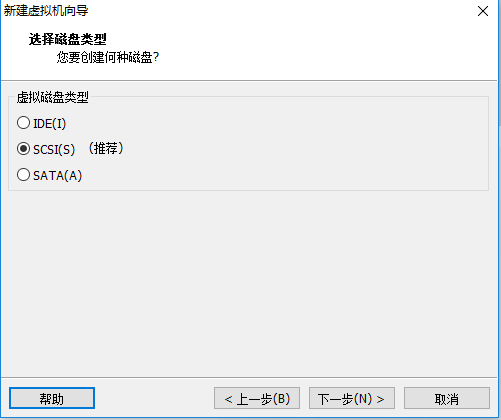 新建虚拟机向导
选择磁盘类型
您要创建何种磁盘?
虚拟磁盘类型
IDE(I)
SCSI(S) （推荐）
SATA(A)
帮助 < 上一步(B) 下一步(N) > 取消